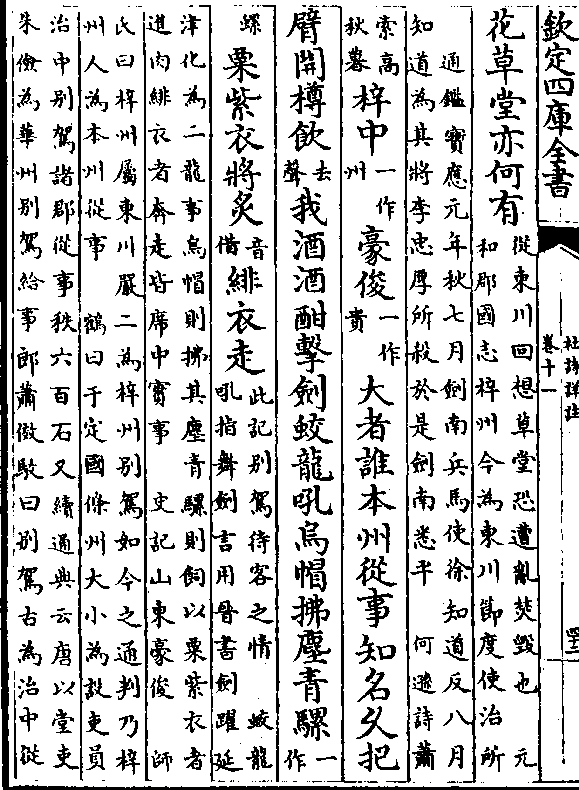 欽定四庫全書
杜詩詳註
卷十一
花草堂亦何有
從東川回想草堂恐遭亂焚毀也 元
和郡國志梓州今為東川節度使治所
通鑑寶應元年秋七月劍南兵馬使徐知道反八月
知道為其將李忠厚所殺於是劍南悉平 何遜詩蕭
索高
秋暮
梓中
一作
州
豪俊
一作
貴
大者誰本州從事知名久把
臂開樽飲
去
聲
我酒酒酣擊劍蛟龍吼烏帽拂塵青騾
一
作
螺
粟紫衣將炙
音
借
緋衣走
此記别駕待客之情 蛟龍
吼指舞劍言用晉書劍躍延
津化為二龍事烏帽則拂其塵青騾則飼以粟紫衣者
進肉緋衣者奔走皆席中實事 史記山東豪俊 師
氏曰梓州屬東川嚴二為梓州别駕如今之通判乃梓
州人為本州從事 鶴曰于定國條州大小為設吏員
治中别駕諸郡從事秩六百石又續通典云唐以堂吏
朱儉為華州别駕給事郎蕭倣駮曰别駕古為治中從